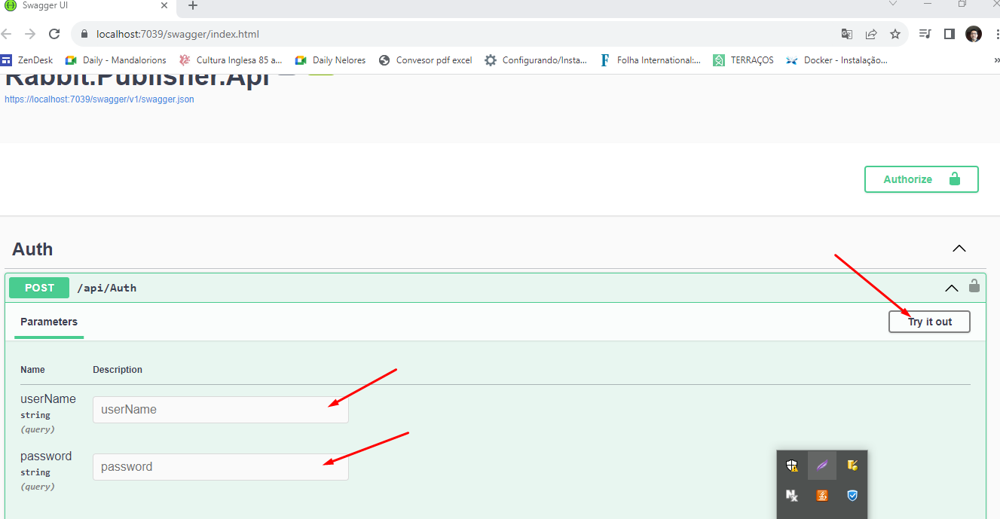 Swagger UI
localhost:7039/swagger/index.html
ZenDesk Daily - Mandalorions Cultura Inglesa 85 a... Daily Nelores Convesor pdf excel Configurando/Insta... Folha International:... TERRAÇOS Docker - Instalação... »
Rabbit.Publisher.Api
https://localhost:7039/swagger/v1/swagger.json
Authorize
Auth
POST /api/Auth
Parameters Try it out
Name Description
userName
string
(query)
userName
password
string
(query)
password